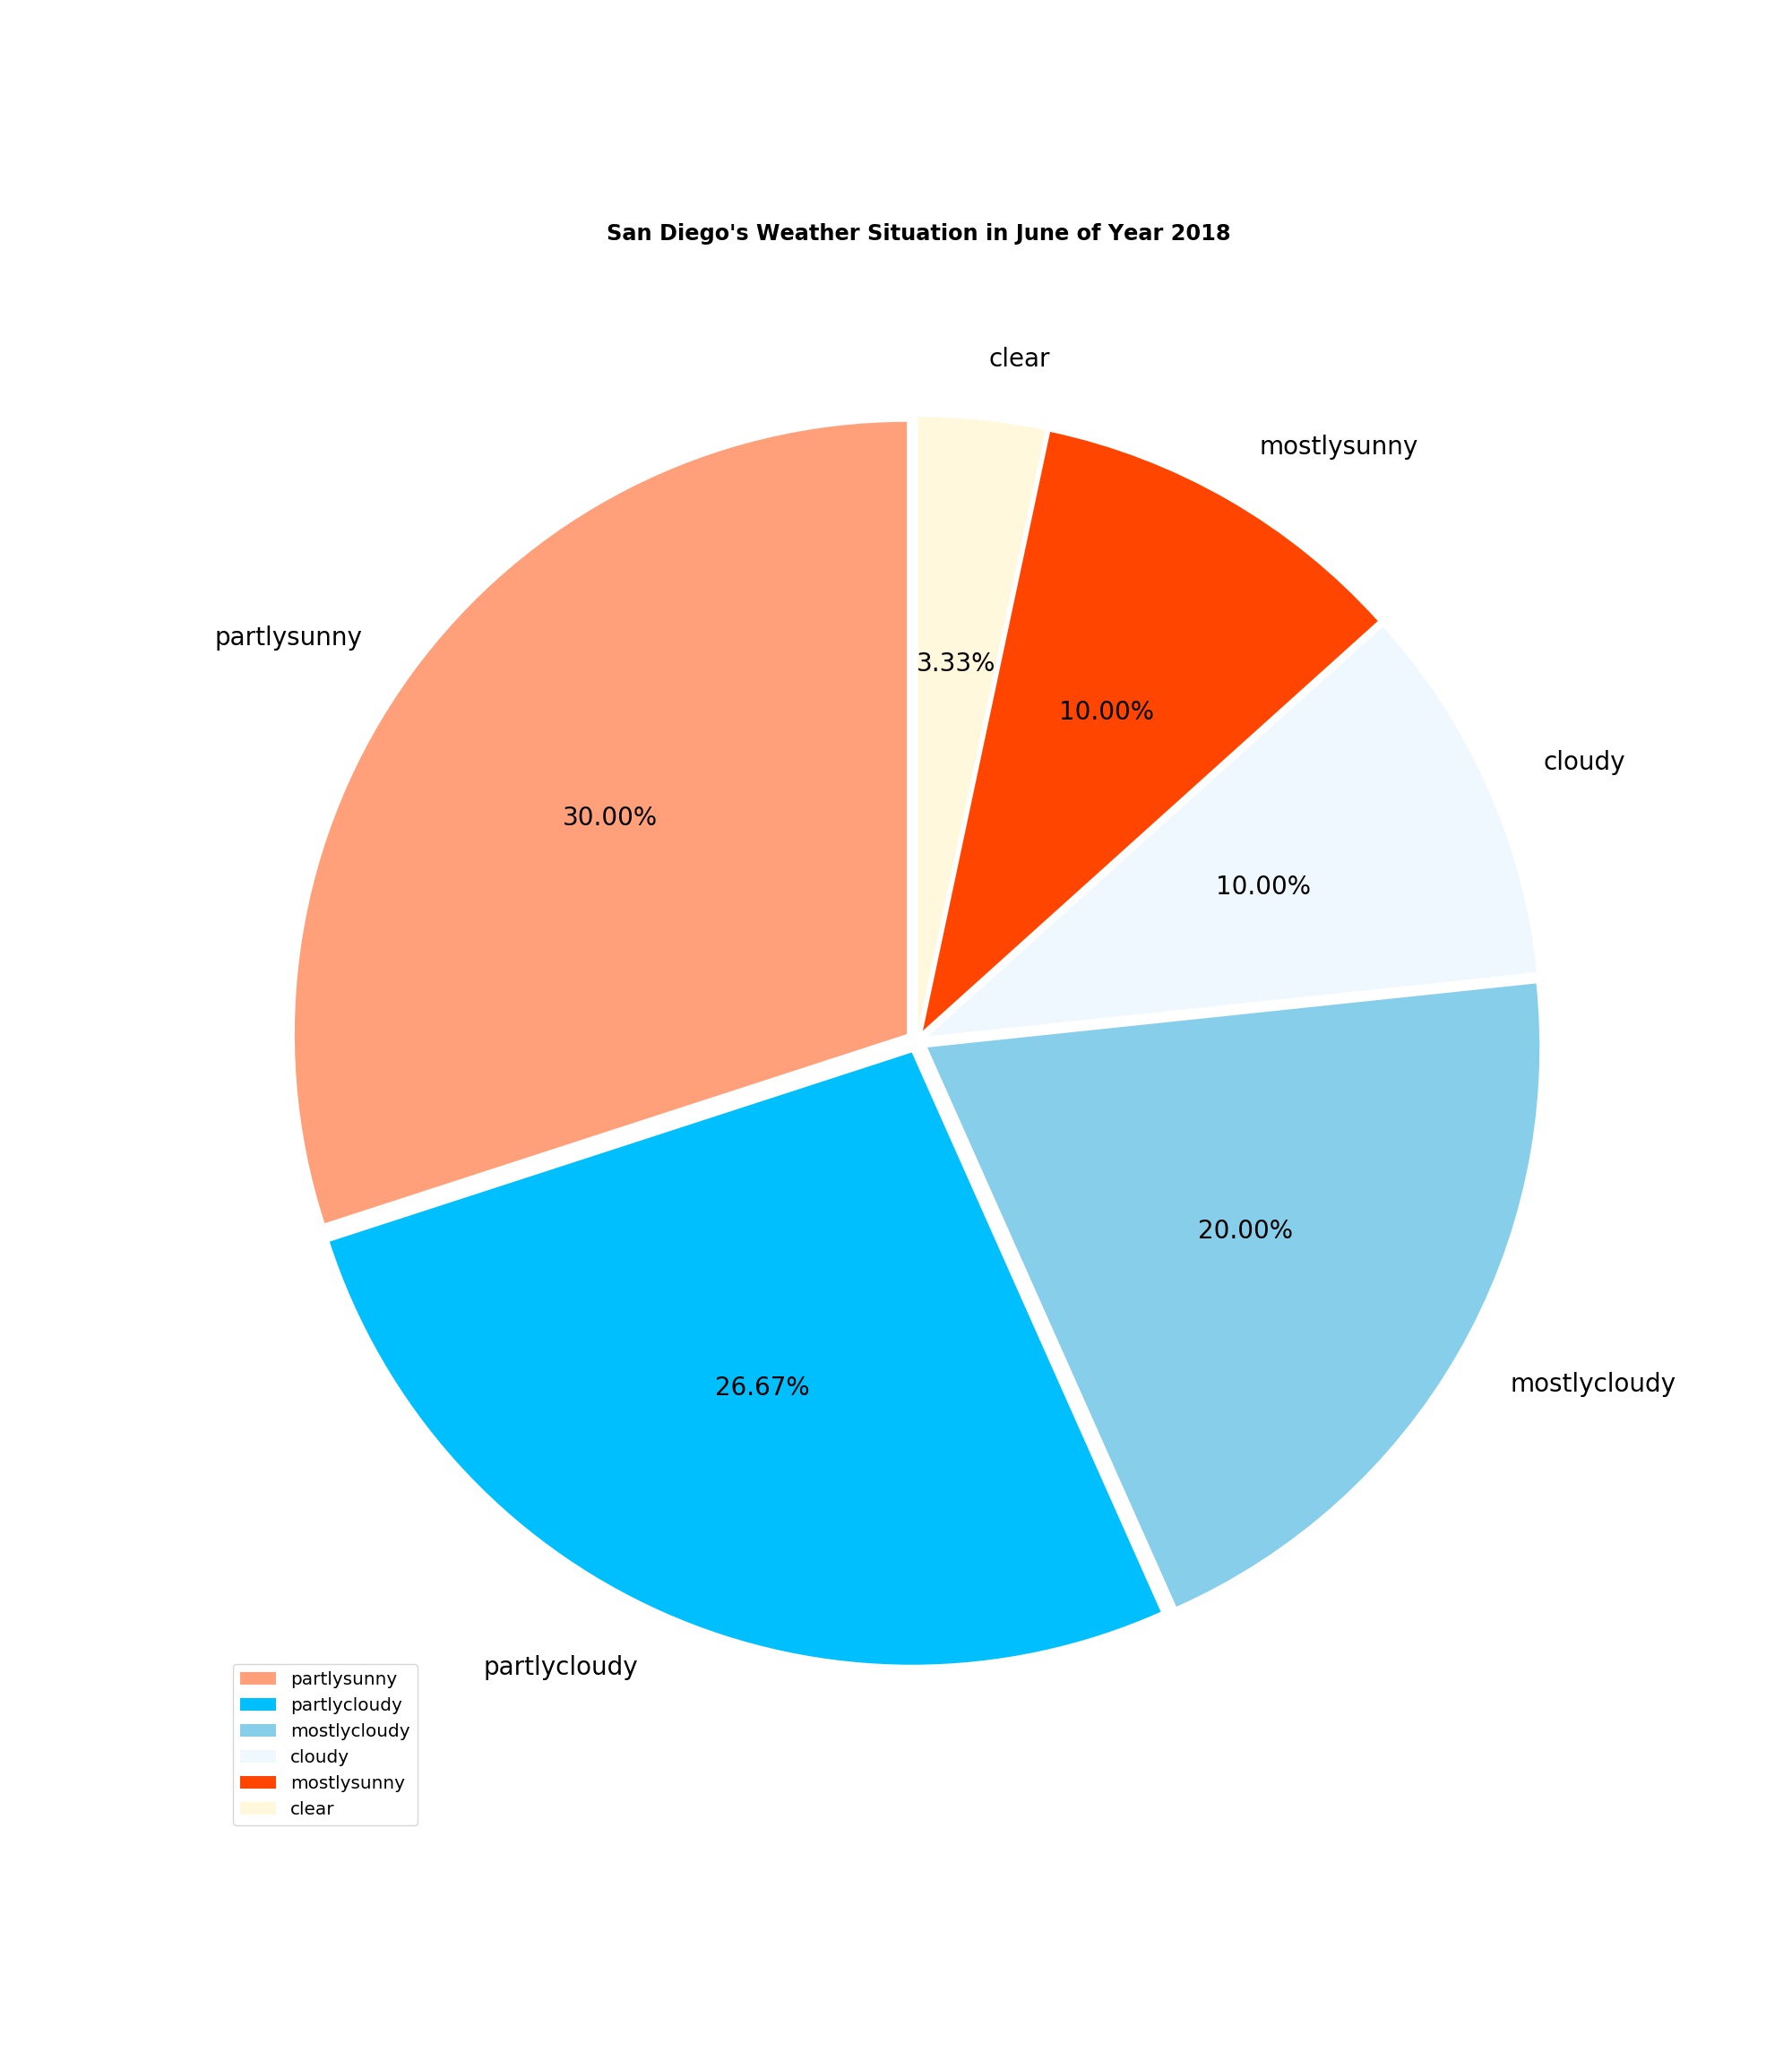 San Diego's Weather Situation in June of Year 2018
clear
mostlysunny
partlysunny
3.33%
10.00%
cloudy
30.00%
10.00%
20.00%
mostlycloudy
26.67%
partlycloudy
partlysunny
partlycloudy
mostlycloudy
cloudy
mostlysunny
clear